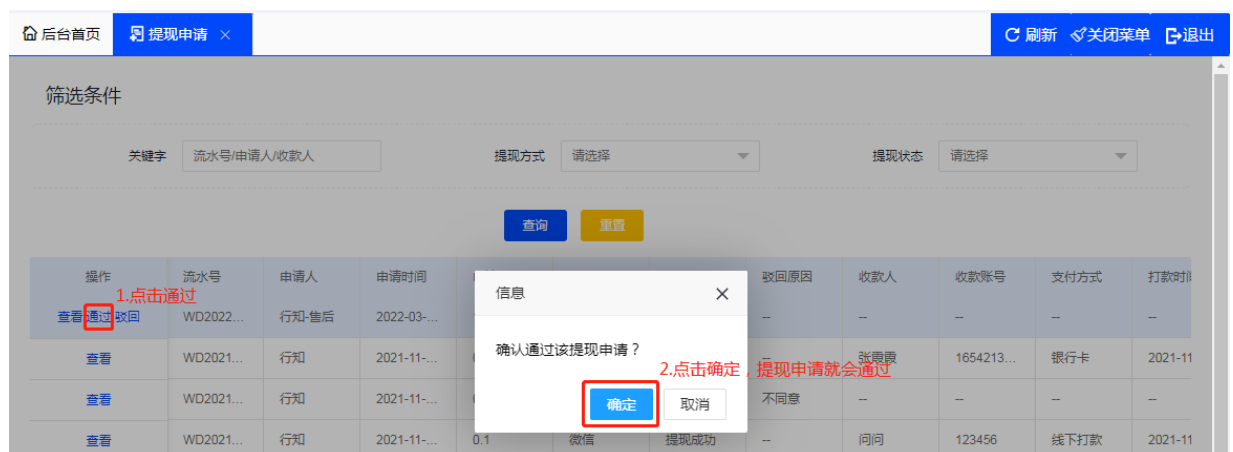 后台首页 提现申请 × 刷新 关闭菜单 退出
筛选条件
关键字 流水号/申请人/收款人 提现方式 请选择 提现状态 请选择
查询 重置
操作 流水号 申请人 申请时间 驳回原因 收款人 收款账号 支付方式 打款时间
1.点击通过
信息
查看 通过 驳回 WD2022... 行知-售后 2022-03-... -- -- -- -- --
确认通过该提现申请？
查看 WD2021... 行知 2021-11-... -- 张霞霞 1654213... 银行卡 2021-11
2.点击确定，提现申请就会通过
确定 取消
查看 WD2021... 行知 2021-11-... 不同意 -- -- -- --
查看 WD2021... 行知 2021-11-... 0.1 微信 提现成功 -- 问问 123456 线下打款 2021-11